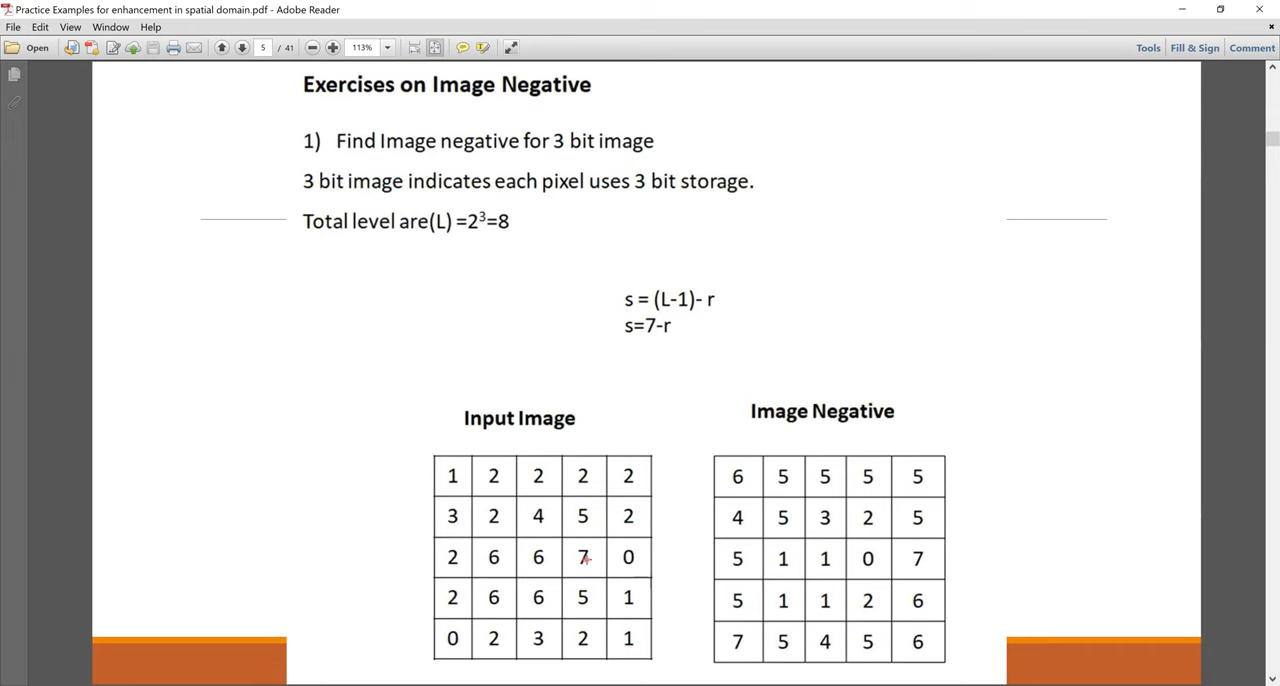 Practice Examples for enhancement in spatial domain.pdf - Adobe Reader
File Edit View Window Help
Open 5 / 41 113% Tools Fill & Sign Comment
Exercises on Image Negative
1) Find Image negative for 3 bit image
3 bit image indicates each pixel uses 3 bit storage.
Total level are(L) =2³=8
s = (L-1)- r
s=7-r
Input Image
1 2 2 2 2
3 2 4 5 2
2 6 6 7 0
2 6 6 5 1
0 2 3 2 1
Image Negative
6 5 5 5 5
4 5 3 2 5
5 1 1 0 7
5 1 1 2 6
7 5 4 5 6